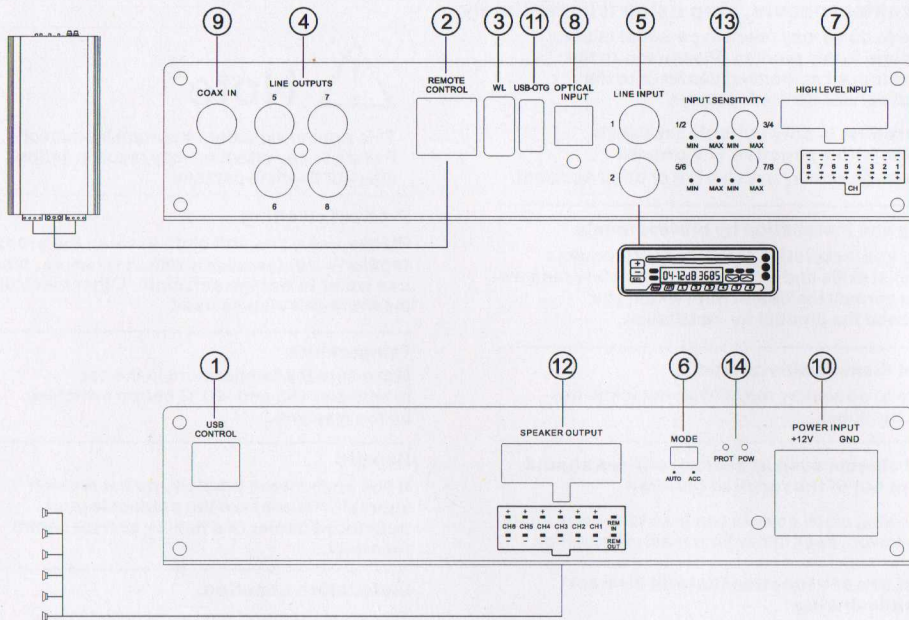 9 4 2 3 11 8 5 13 7
COAX IN
LINE OUTPUTS
5 7
6 8
REMOTE CONTROL
WL
USB-OTG
OPTICAL INPUT
LINE INPUT
1
2
INPUT SENSITIVITY
1/2 3/4
MIN MAX MIN MAX
5/6 7/8
MIN MAX MIN MAX
HIGH LEVEL INPUT
CH
04-12dB 3685
1 12 6 14 10
USB CONTROL
SPEAKER OUTPUT
MODE
AUTO ACC
PROT POW
POWER INPUT
+12V GND
+ + + + + +
CH6 CH5 CH4 CH3 CH2 CH1
- - - - - -
REM IN
REM OUT